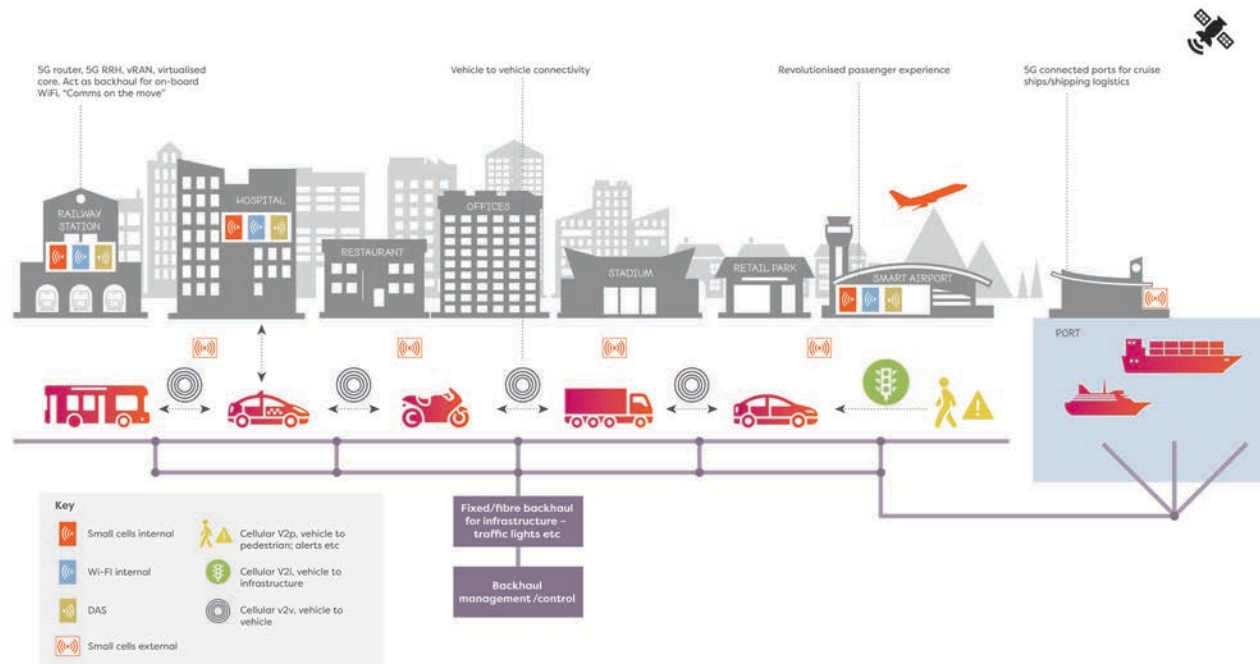 5G router, 5G RRH, vRAN, virtualised
core. Act as backhaul for on-board
WiFi, “Comms on the move”
Vehicle to vehicle connectivity
Revolutionised passenger experience
5G connected ports for cruise
ships/shipping logistics
RAILWAY
STATION
HOSPITAL
RESTAURANT
OFFICES
STADIUM
RETAIL PARK
SMART AIRPORT
PORT
Fixed/fibre backhaul
for infrastructure –
traffic lights etc
Backhaul
management /control
Key
Small cells internal
Wi-FI internal
DAS
Small cells external
Cellular V2p, vehicle to
pedestrian; alerts etc
Cellular V2i, vehicle to
infrastructure
Cellular v2v, vehicle to
vehicle